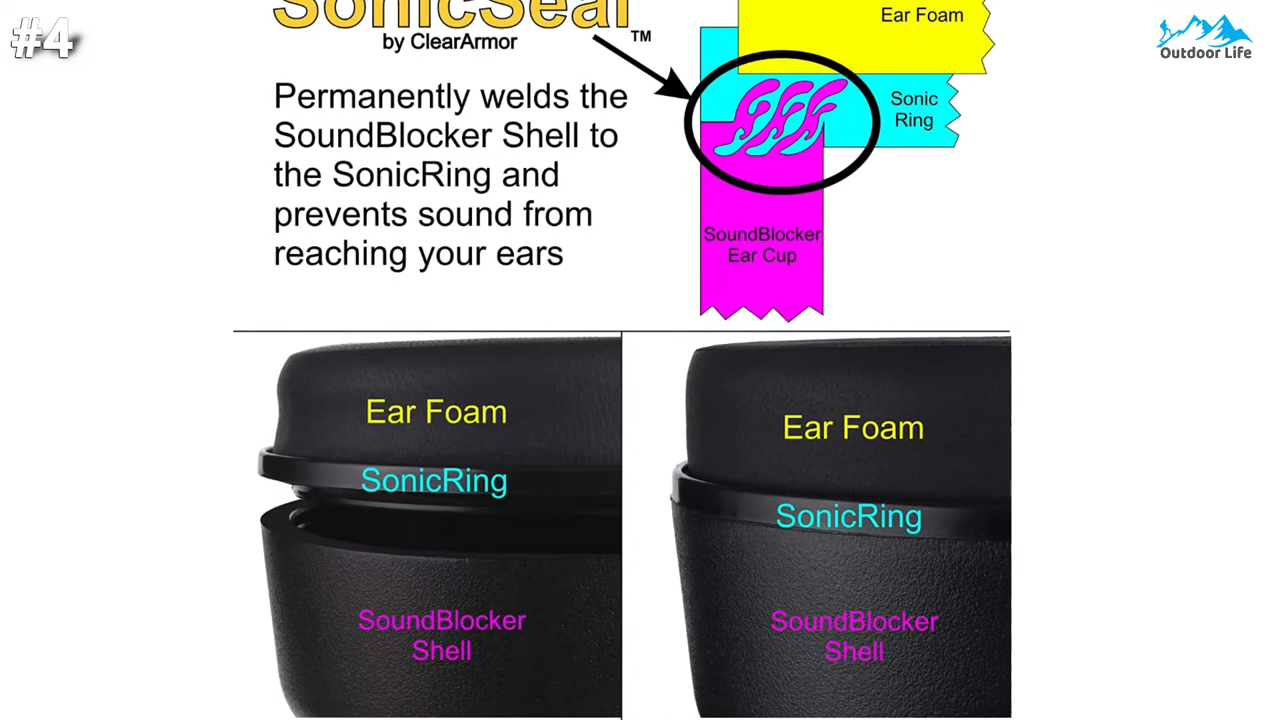 #4
SonicSeal
TM
by ClearArmor
Permanently welds the
SoundBlocker Shell to
the SonicRing and
prevents sound from
reaching your ears
Ear Foam
Sonic
Ring
SoundBlocker
Ear Cup
Outdoor Life
Ear Foam
SonicRing
SoundBlocker
Shell
Ear Foam
SonicRing
SoundBlocker
Shell